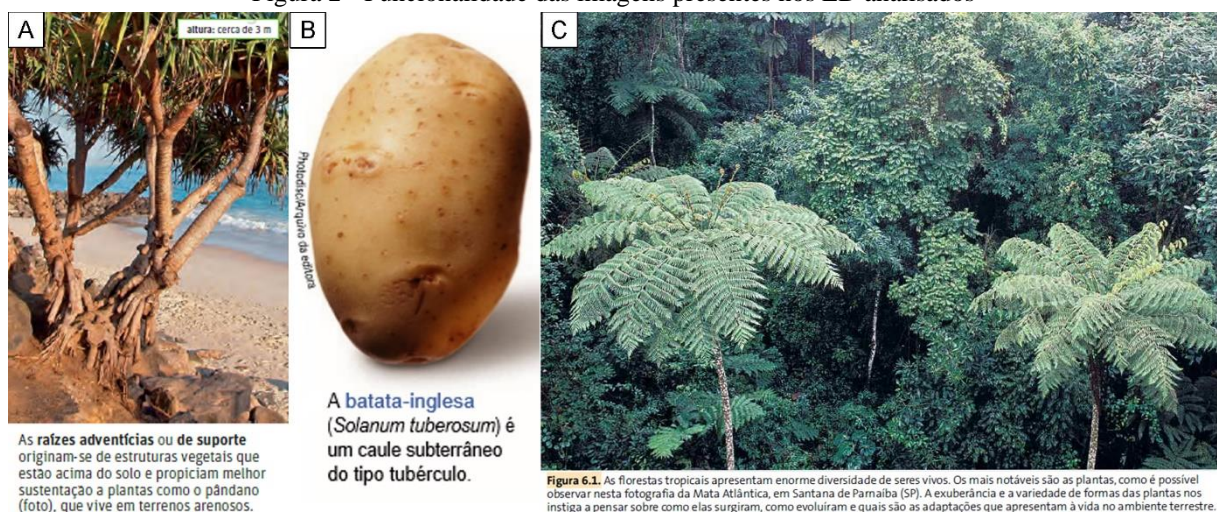 Figura 2 - Funcionalidade das imagens presentes nos LD analisados
A
altura: cerca de 3 m
As raízes adventícias ou de suporte
originam-se de estruturas vegetais que
estão acima do solo e propiciam melhor
sustentação a plantas como o pândano
(foto), que vive em terrenos arenosos.
B
Photodisc/Arquivo da editora
A batata-inglesa
(Solanum tuberosum) é
um caule subterrâneo
do tipo tubérculo.
C
Figura 6.1. As florestas tropicais apresentam enorme diversidade de seres vivos. Os mais notáveis são as plantas, como é possível
observar nesta fotografia da Mata Atlântica, em Santana de Parnaíba (SP). A exuberância e a variedade de formas das plantas nos
instiga a pensar sobre como elas surgiram, como evoluíram e quais são as adaptações que apresentam à vida no ambiente terrestre.